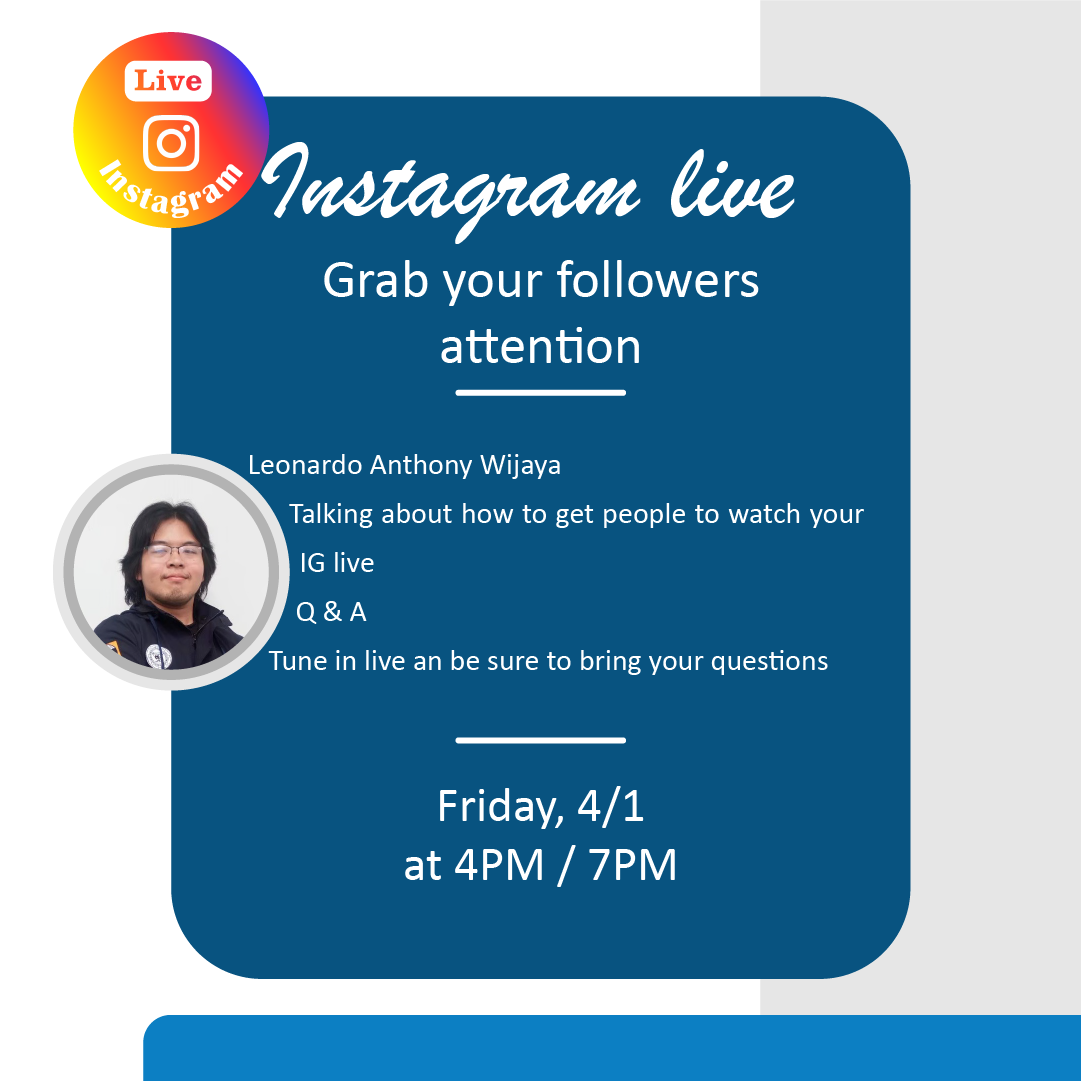 Live
Instagram
Instagram live
Grab your followers
attention
Leonardo Anthony Wijaya
Talking about how to get people to watch your
IG live
Q & A
Tune in live an be sure to bring your questions
Friday, 4/1
at 4PM / 7PM